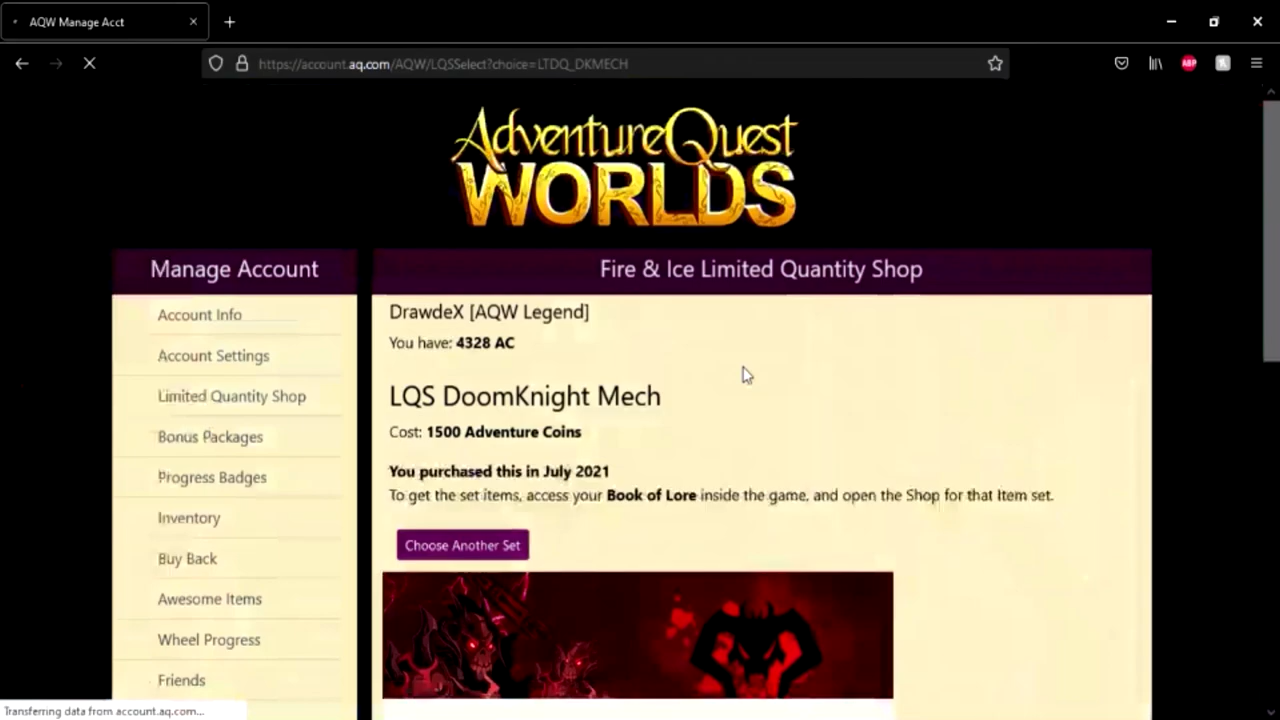 AQW Manage Acct
https://account.aq.com/AQW/LQSSelect?choice=LTDQ_DKMECH
ABP
AdventureQuest
WORLDS
Manage Account
Account Info
Account Settings
Limited Quantity Shop
Bonus Packages
Progress Badges
Inventory
Buy Back
Awesome Items
Wheel Progress
Friends
Fire & Ice Limited Quantity Shop
DrawdeX [AQW Legend]
You have: 4328 AC
LQS DoomKnight Mech
Cost: 1500 Adventure Coins
You purchased this in July 2021
To get the set items, access your Book of Lore inside the game, and open the Shop for that Item set.
Choose Another Set
Transferring data from account.aq.com...